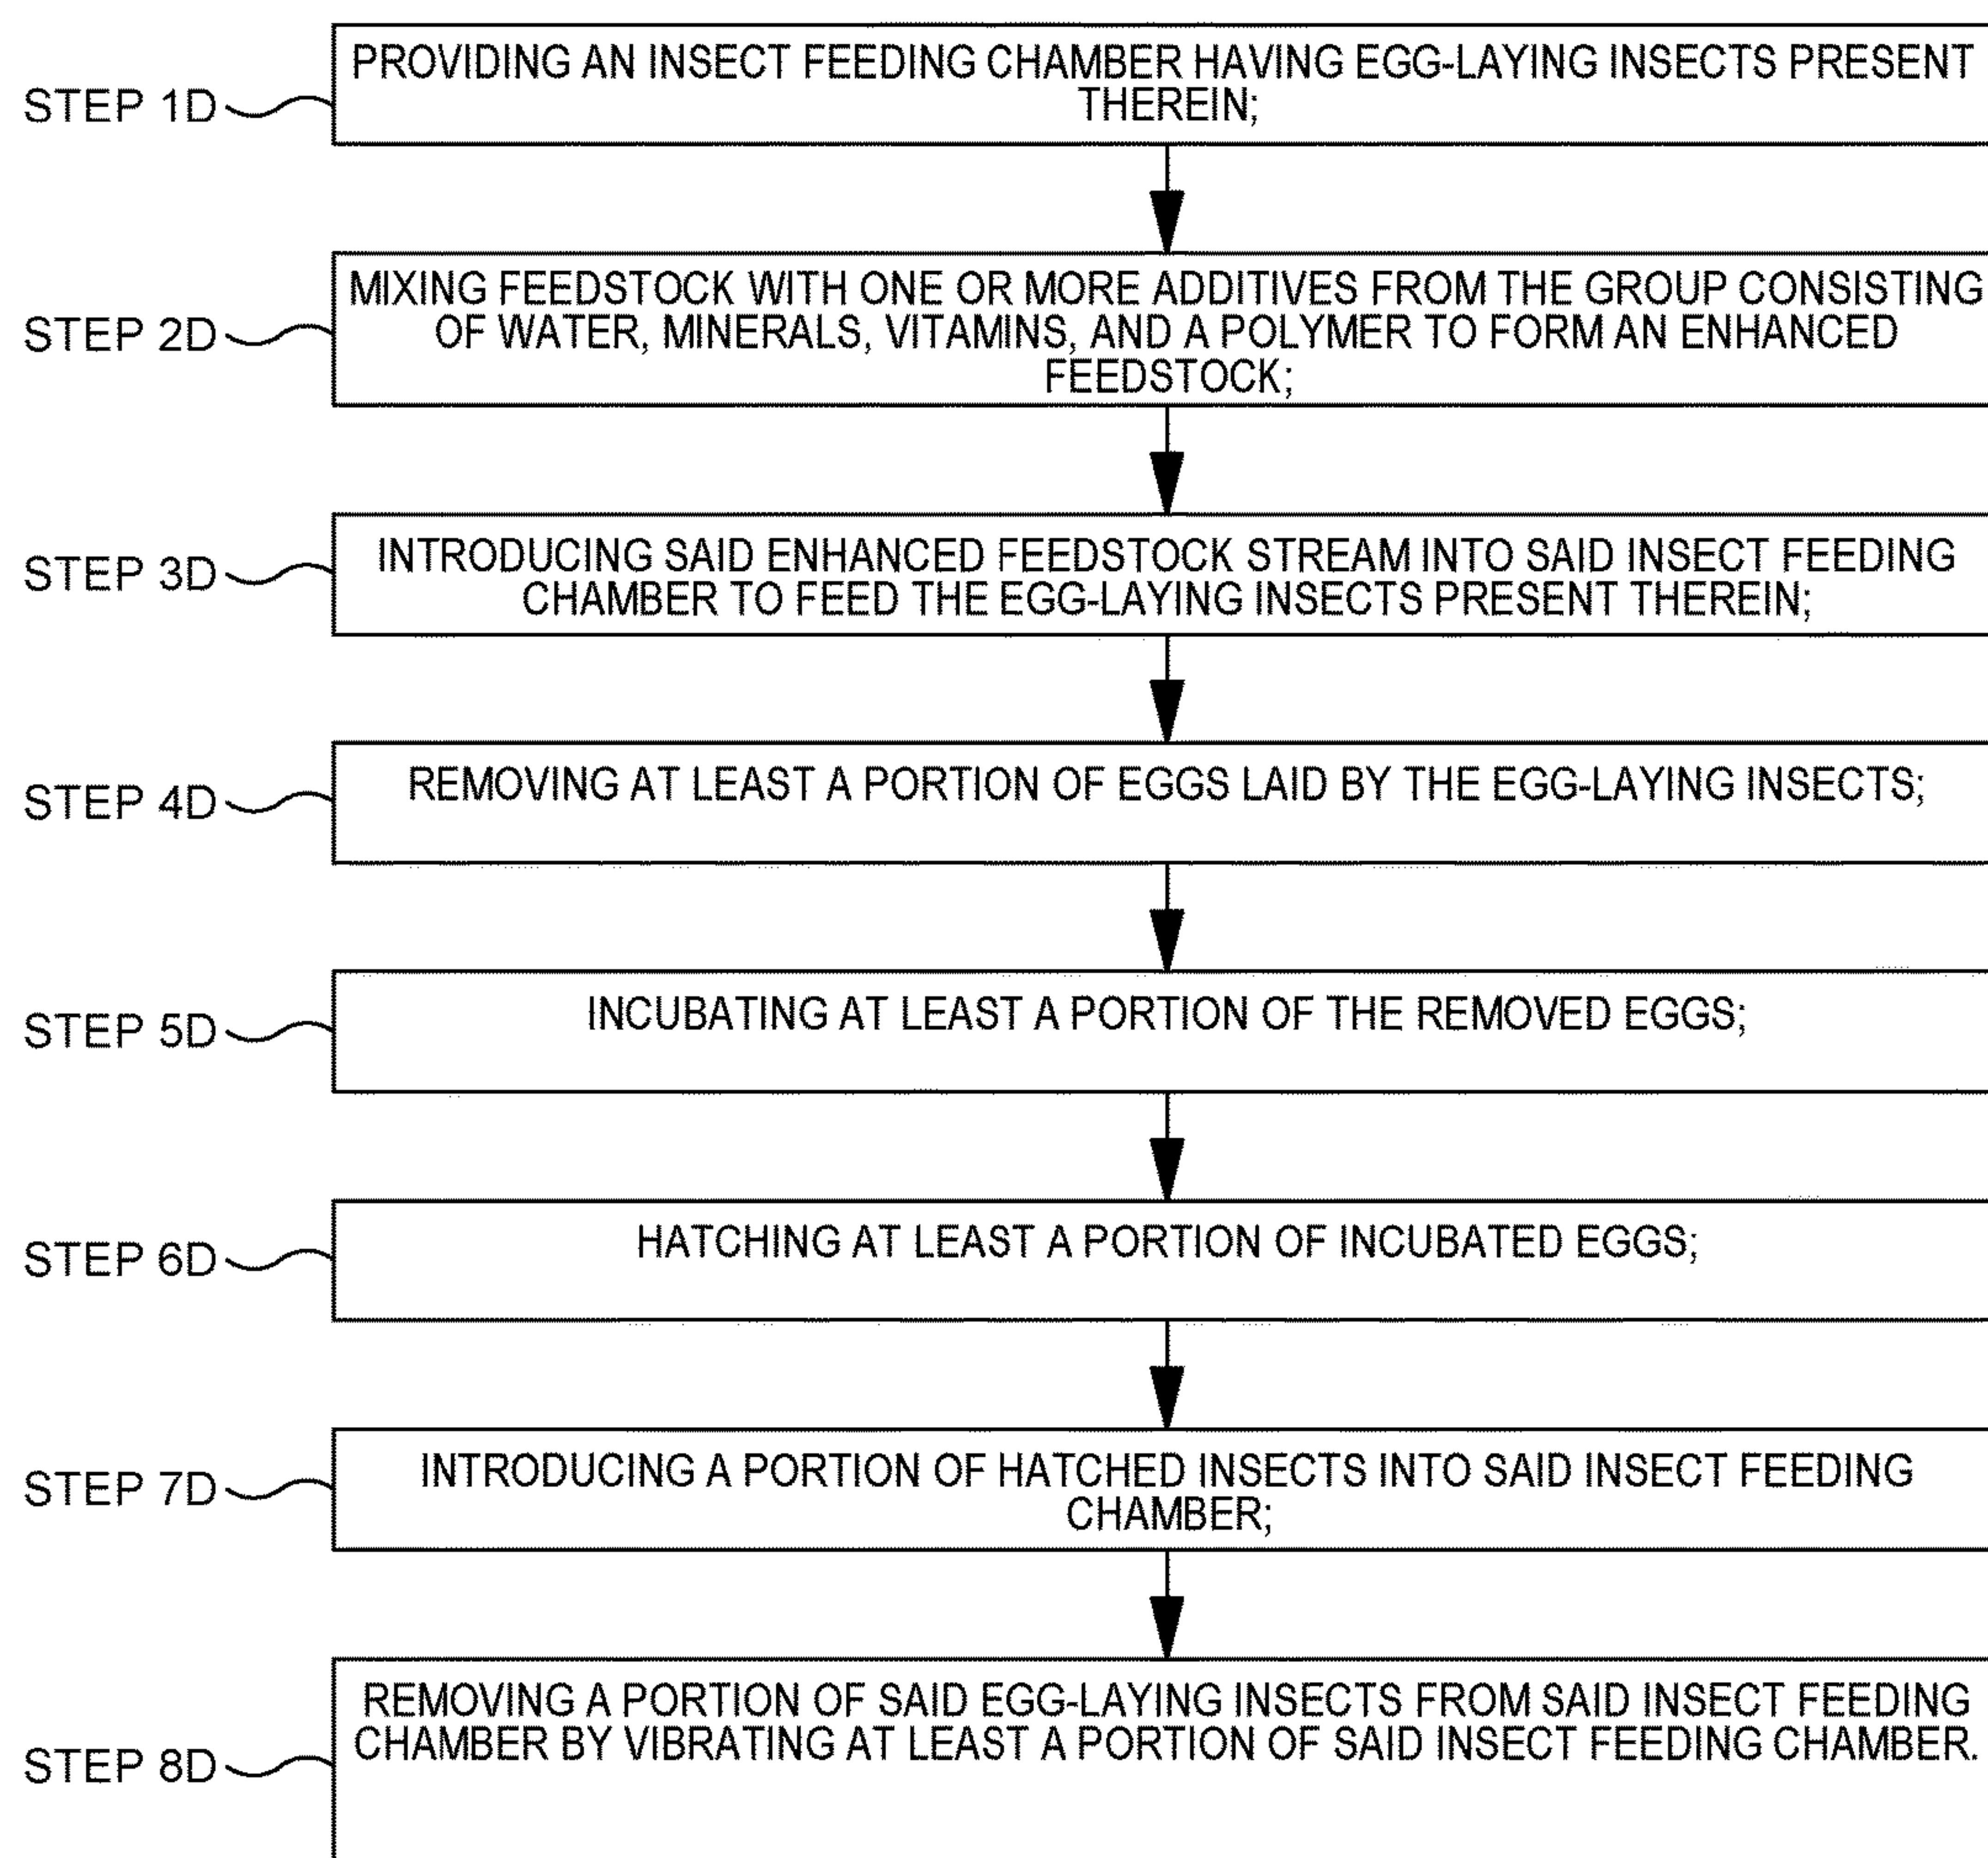 PROVIDING AN INSECT FEEDING CHAMBER HAVING EGG-LAYING INSECTS PRESENT
STEP 1D
THEREIN;
MIXING FEEDSTOCK WITH ONE OR MORE ADDITIVES FROM THE GROUP CONSISTING
STEP 2D
OF WATER, MINERALS, VITAMINS, AND A POLYMER TO FORM AN ENHANCED
FEEDSTOCK;
INTRODUCING SAID ENHANCED FEEDSTOCK STREAM INTO SAID INSECT FEEDING
STEP 3D
CHAMBER TO FEED THE EGG-LAYING INSECTS PRESENT THEREIN;
STEP 4D
REMOVING AT LEAST A PORTION OF EGGS LAID BY THE EGG-LAYING INSECTS;
STEP 5D
INCUBATING AT LEAST A PORTION OF THE REMOVED EGGS;
STEP 6D
HATCHING AT LEAST A PORTION OF INCUBATED EGGS;
STEP 7D
INTRODUCING A PORTION OF HATCHED INSECTS INTO SAID INSECT FEEDING
CHAMBER;
STEP 8D
REMOVING A PORTION OF SAID EGG-LAYING INSECTS FROM SAID INSECT FEEDING
CHAMBER BY VIBRATING AT LEAST A PORTION OF SAID INSECT FEEDING CHAMBER.